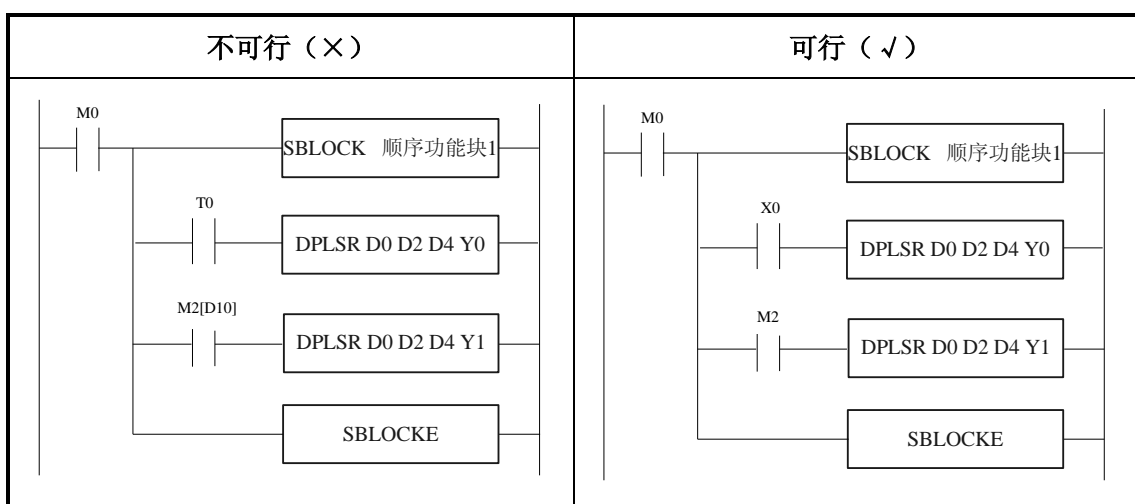 不可行（×）
可行（√）
M0
SBLOCK 顺序功能块1
T0
DPLSR D0 D2 D4 Y0
M2[D10]
DPLSR D0 D2 D4 Y1
SBLOCKE
M0
SBLOCK 顺序功能块1
X0
DPLSR D0 D2 D4 Y0
M2
DPLSR D0 D2 D4 Y1
SBLOCKE